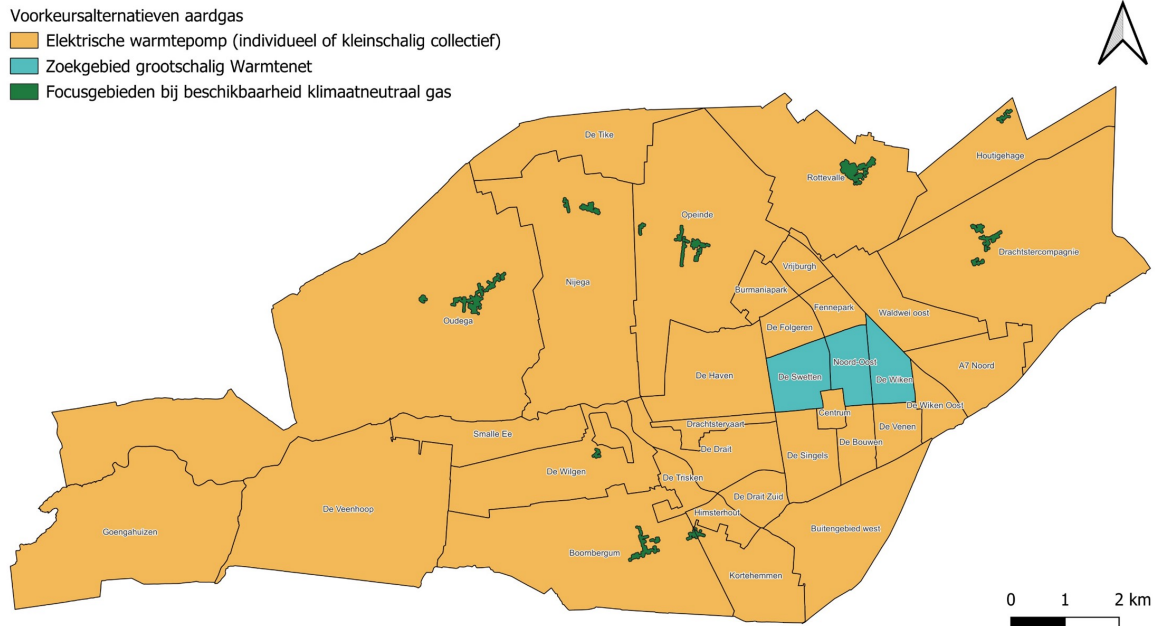 Voorkeursalternatieven aardgas
Elektrische warmtepomp (individueel of kleinschalig collectief)
Zoekgebied grootschalig Warmtenet
Focusgebieden bij beschikbaarheid klimaatneutraal gas
De Tike
Houtigehage
Rottevalle
Opeinde
Drachtstercompagnie
Vrijburgh
Nijega
Burmaniapark
Fennepark
Waldwei oost
Oudega
De Folgeren
Noord-Oost
A7 Noord
De Haven
De Swetten
De Wiken
De Wiken Oost
Centrum
Drachtstervaart
De Venen
Smalle Ee
De Bouwen
De Drait
De Singels
De Wilgen
De Trisken
De Drait Zuid
De Veenhoop
Himsterhout
Buitengebied west
Goengahuizen
Boombergum
Kortehemmen
0 1 2 km